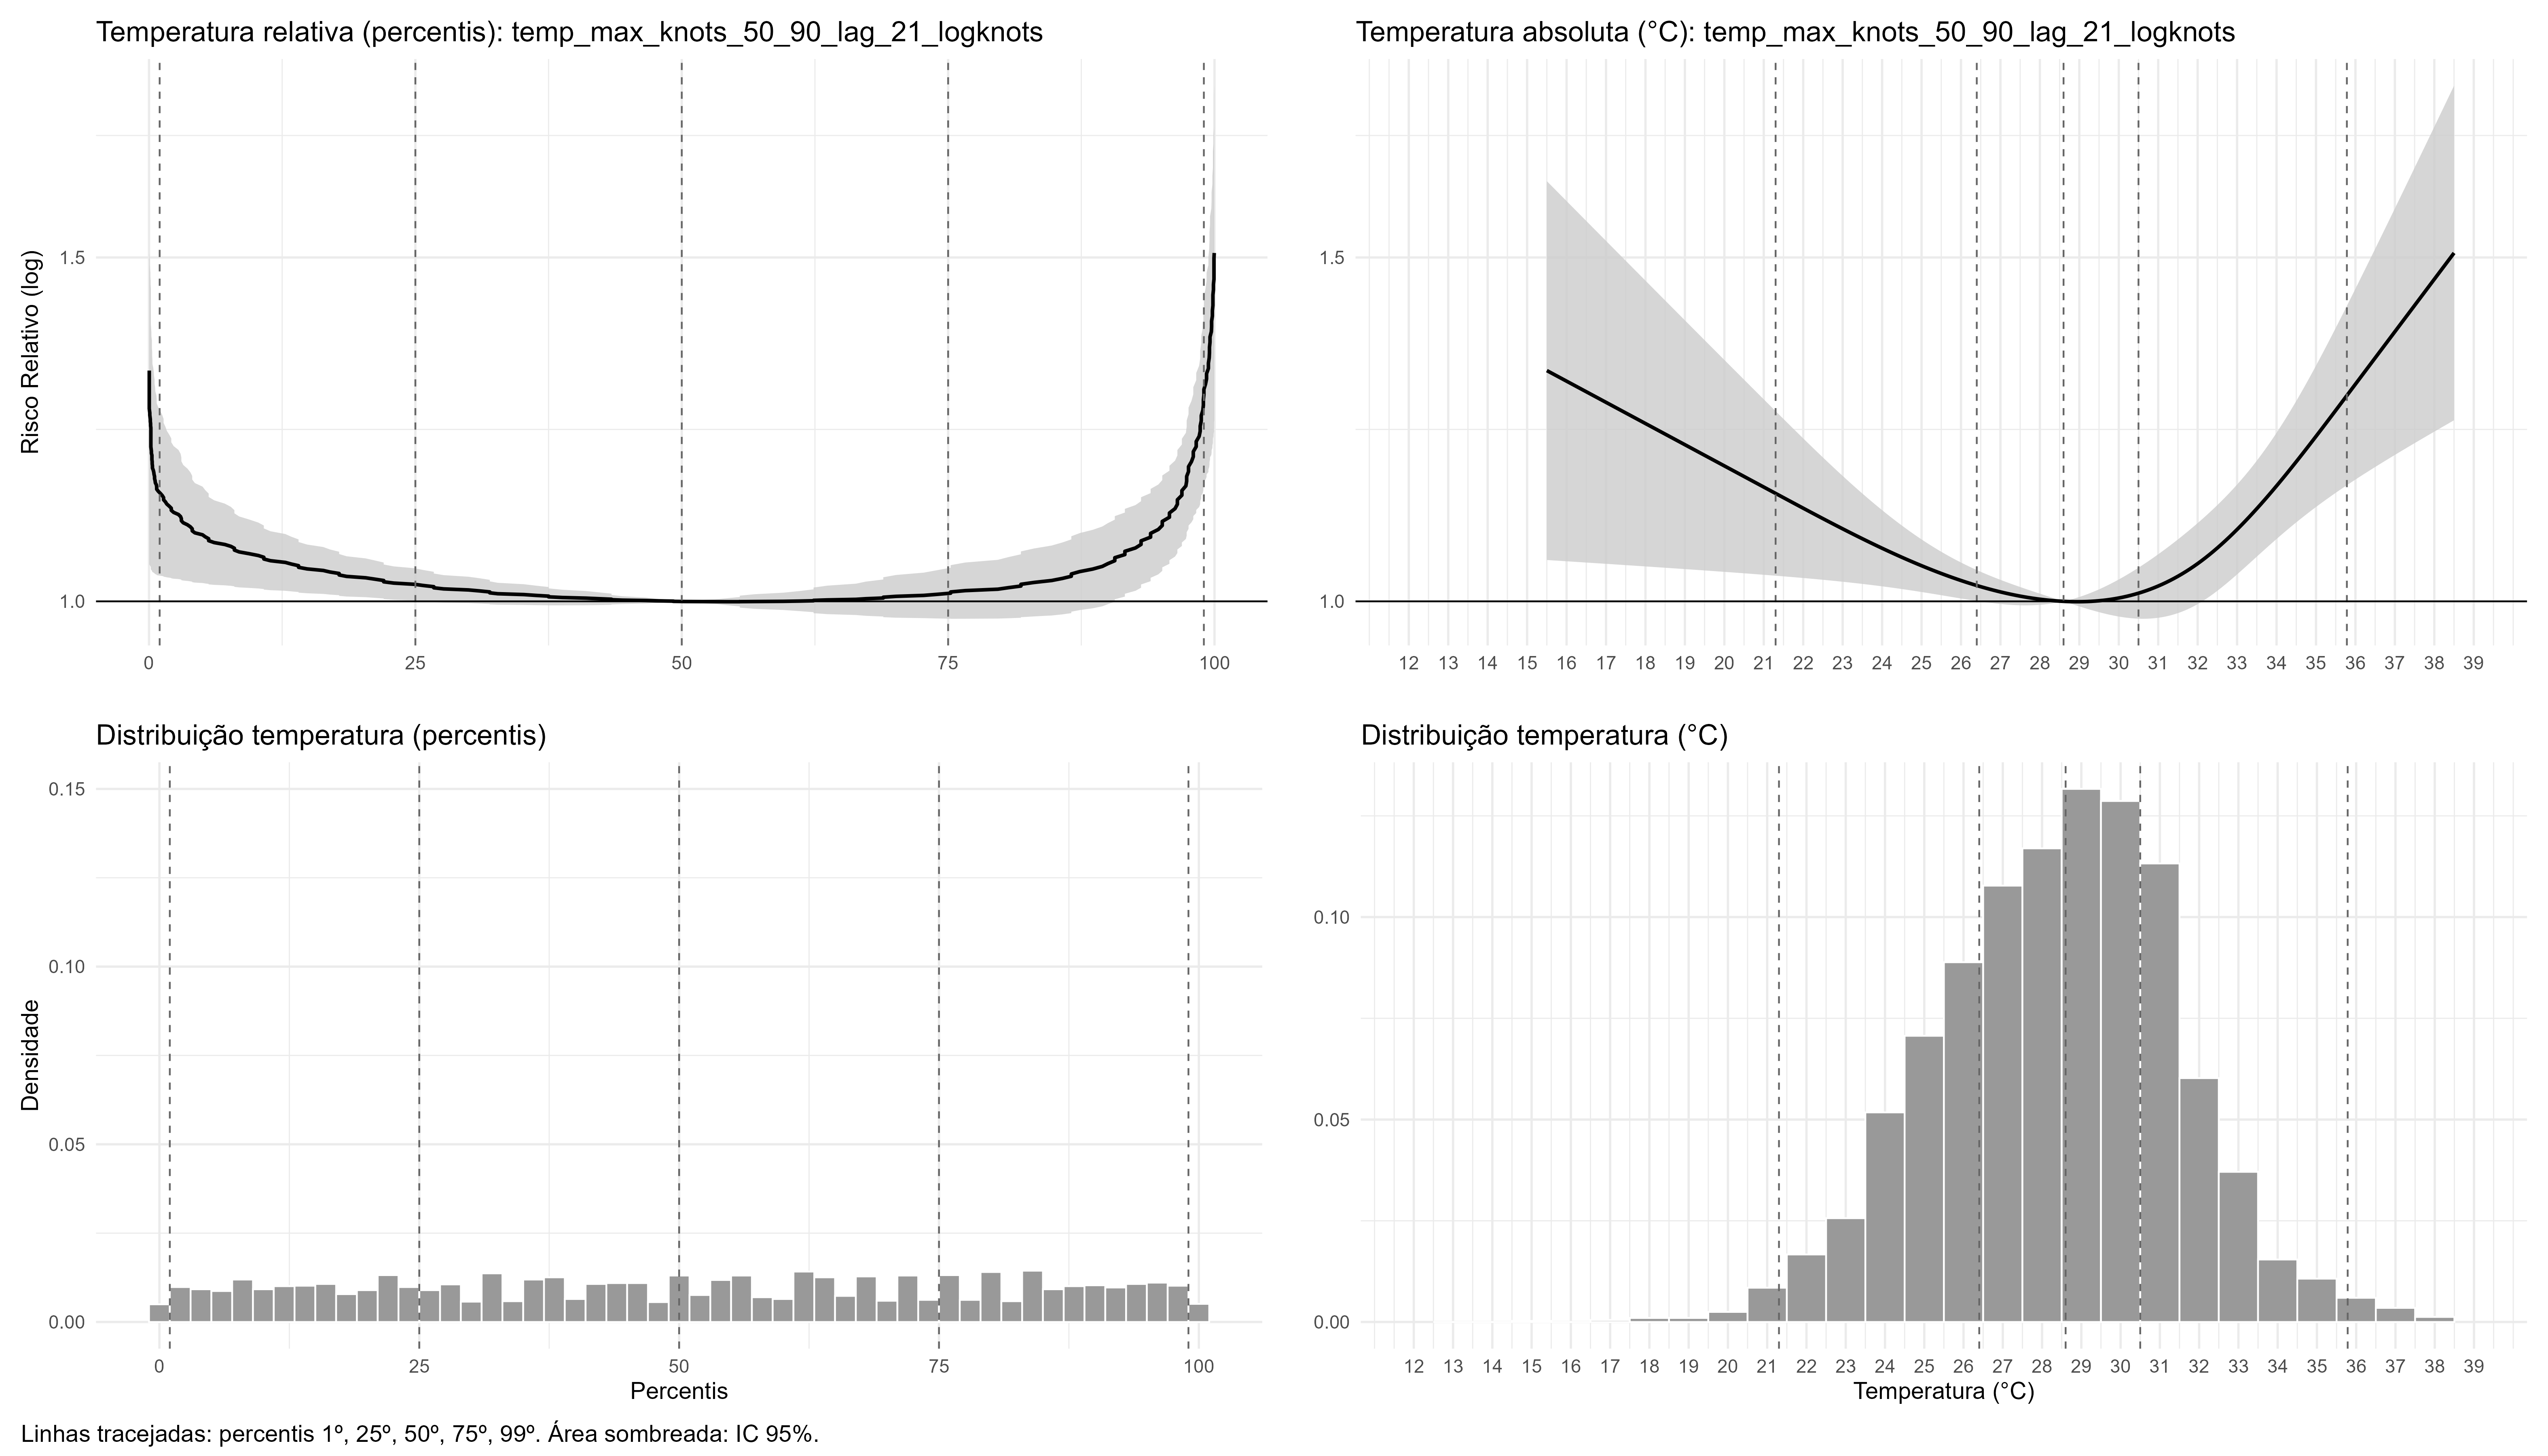 Temperatura relativa (percentis): temp_max_knots_50_90_lag_21_logknots
Risco Relativo (log)
1.5
1.0
0 25 50 75 100
Temperatura absoluta (°C): temp_max_knots_50_90_lag_21_logknots
1.5
1.0
12 13 14 15 16 17 18 19 20 21 22 23 24 25 26 27 28 29 30 31 32 33 34 35 36 37 38 39
Distribuição temperatura (percentis)
Densidade
0.15
0.10
0.05
0.00
0 25 50 75 100
Percentis
Distribuição temperatura (°C)
0.10
0.05
0.00
12 13 14 15 16 17 18 19 20 21 22 23 24 25 26 27 28 29 30 31 32 33 34 35 36 37 38 39
Temperatura (°C)
Linhas tracejadas: percentis 1º, 25º, 50º, 75º, 99º. Área sombreada: IC 95%.